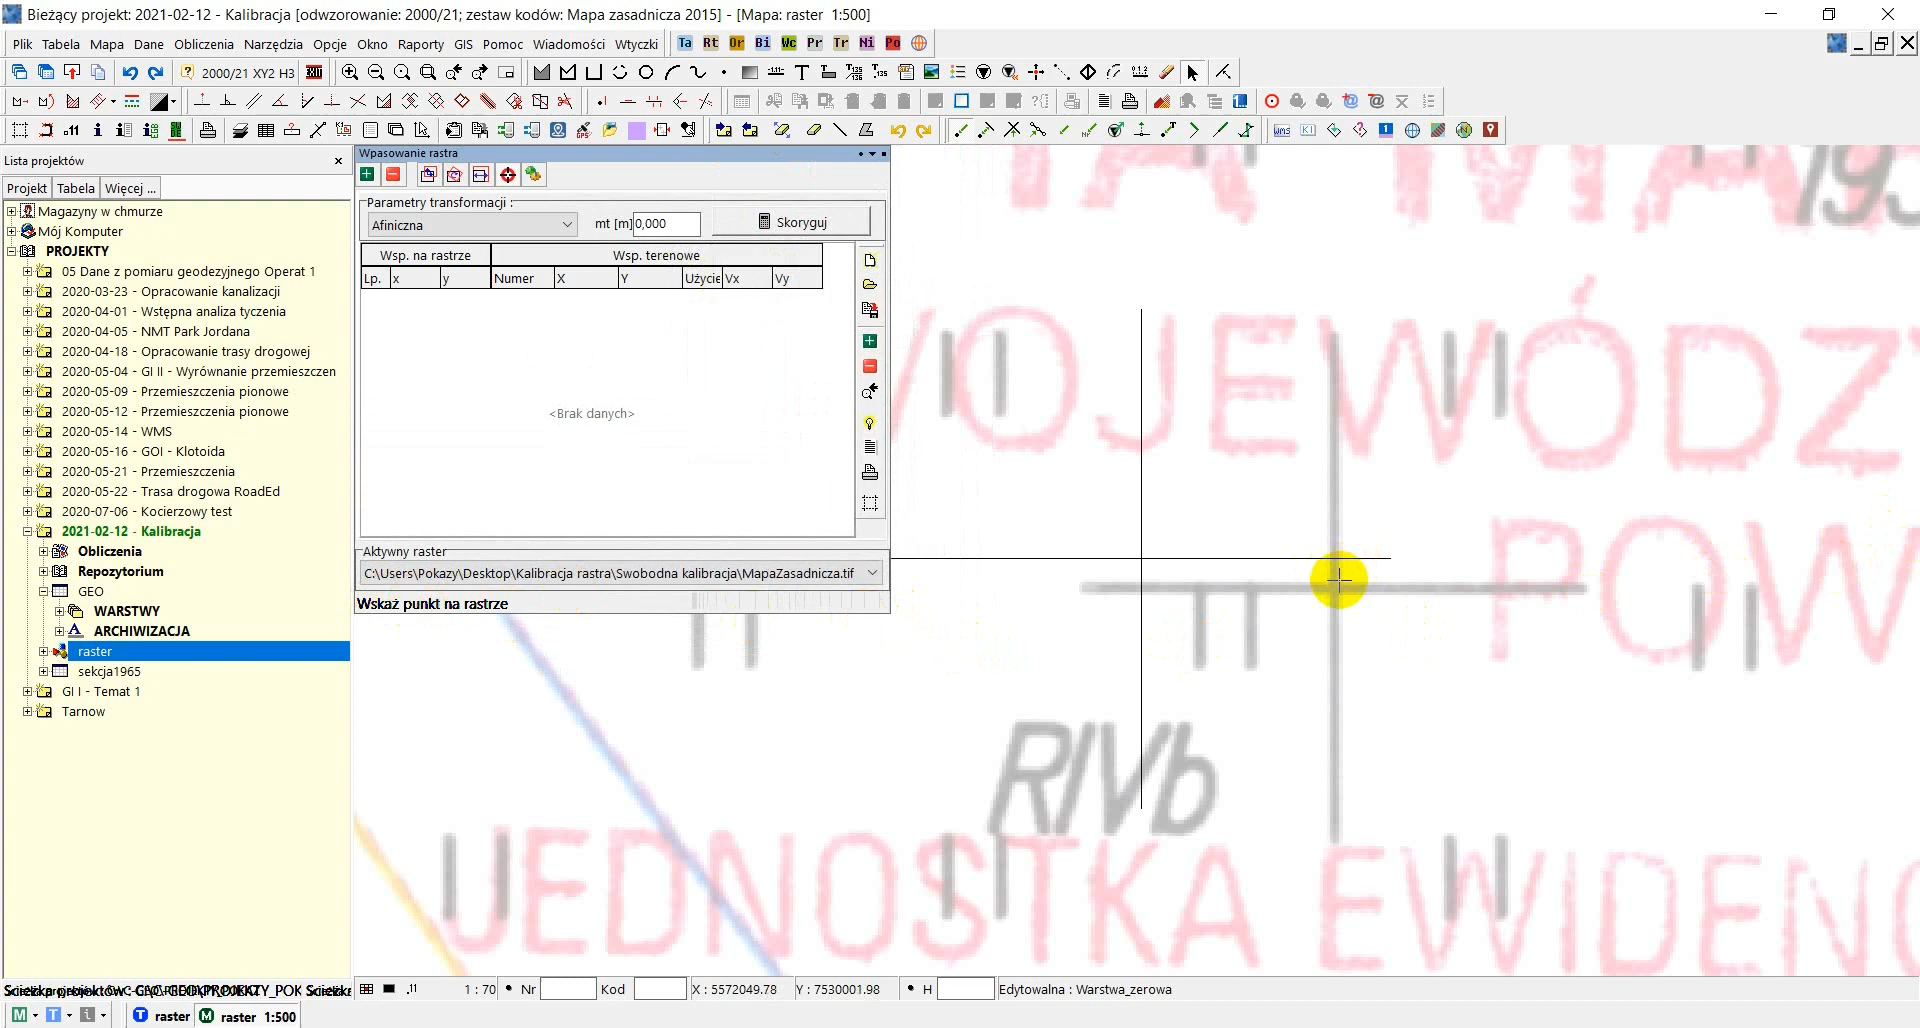 Bieżący projekt: 2021-02-12 - Kalibracja [odwzorowanie: 2000/21; zestaw kodów: Mapa zasadnicza 2015] - [Mapa: raster 1:500]
Plik Tabela Mapa Dane Obliczenia Narzędzia Opcje Okno Raporty GIS Pomoc Wiadomości Wtyczki Ta Rt Or Bi Wc Pr Tr Ni Po
2000/21 XY2 H3
Lista projektów
Projekt Tabela Więcej ...
Magazyny w chmurze
Mój Komputer
PROJEKTY
05 Dane z pomiaru geodezyjnego Operat 1
2020-03-23 - Opracowanie kanalizacji
2020-04-01 - Wstępna analiza tyczenia
2020-04-05 - NMT Park Jordana
2020-04-18 - Opracowanie trasy drogowej
2020-05-04 - GI II - Wyrównanie przemieszczen
2020-05-09 - Przemieszczenia pionowe
2020-05-12 - Przemieszczenia pionowe
2020-05-14 - WMS
2020-05-16 - GOI - Klotoida
2020-05-21 - Przemieszczenia
2020-05-22 - Trasa drogowa RoadEd
2020-07-06 - Kocierzowy test
2021-02-12 - Kalibracja
Obliczenia
Repozytorium
GEO
WARSTWY
ARCHIWIZACJA
raster
sekcja1965
GI I - Temat 1
Tarnow
Wpasowanie rastra
Parametry transformacji :
Afiniczna mt [m] 0,000 Skoryguj
Wsp. na rastrze Wsp. terenowe
Lp. x y Numer X Y Użycie Vx Vy
<Brak danych>
Aktywny raster
C:\Users\Pokazy\Desktop\Kalibracja rastra\Swobodna kalibracja\MapaZasadnicza.tif
Wskaż punkt na rastrze
WOJEWÓDZ
POW
RIVb
JEDNOSTKA EWIDENC
1 : 70 Nr Kod X : 5572049.78 Y : 7530001.98 H Edytowalna : Warstwa_zerowa
M T i T raster M raster 1:500